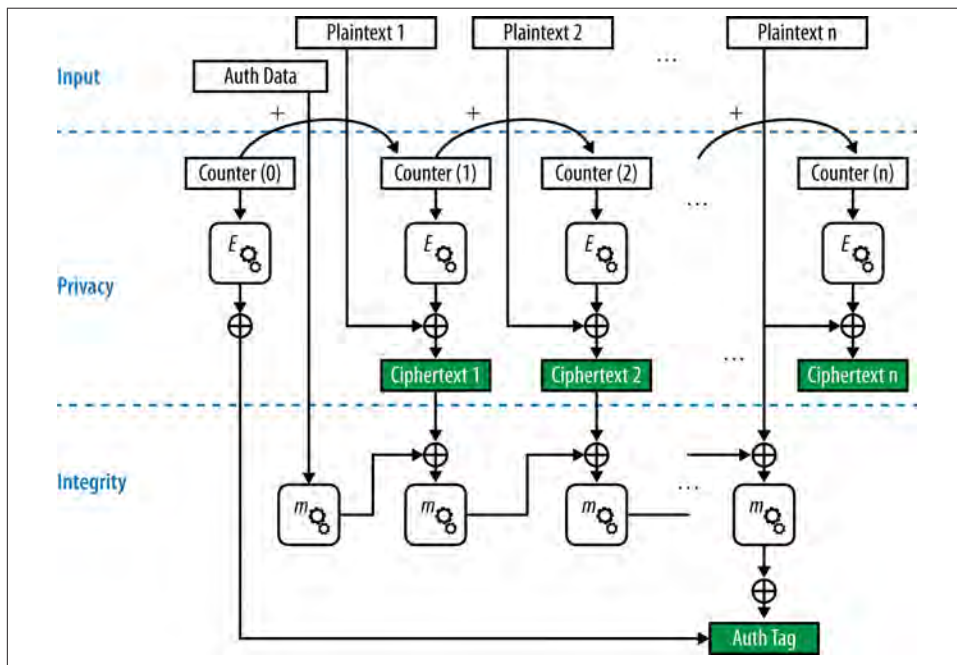 Plaintext 1
Plaintext 2
Plaintext n
...
Input
Auth Data
+
+
+
Counter (0)
Counter (1)
Counter (2)
...
Counter (n)
E
E
E
E
Privacy
...
Ciphertext 1
Ciphertext 2
Ciphertext n
Integrity
...
m
m
m
m
Auth Tag